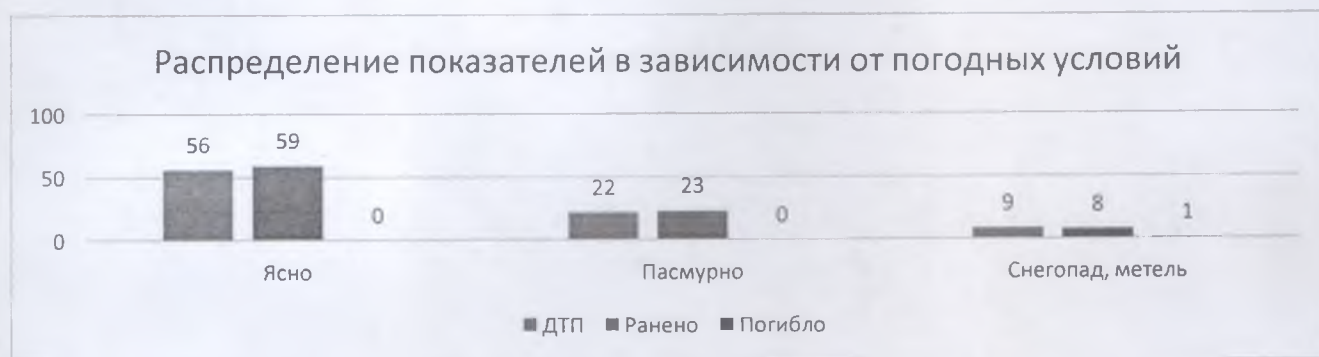 Распределение показателей в зависимости от погодных условий
100
50
0
56 59 0
22 23 0
9 8 1
Ясно Пасмурно Снегопад, метель
ДТП Ранено Погибло